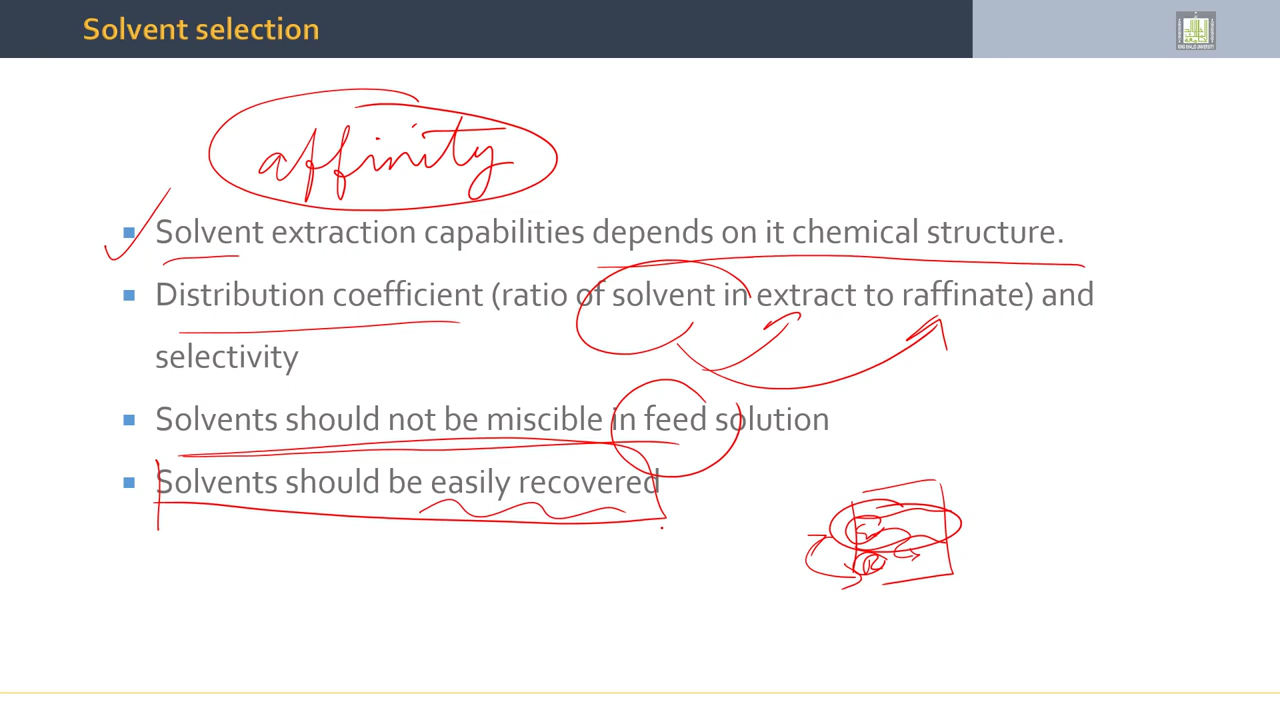 Solvent selection
affinity
Solvent extraction capabilities depends on it chemical structure.
Distribution coefficient (ratio of solvent in extract to raffinate) and
selectivity
Solvents should not be miscible in feed solution
Solvents should be easily recovered
E
R